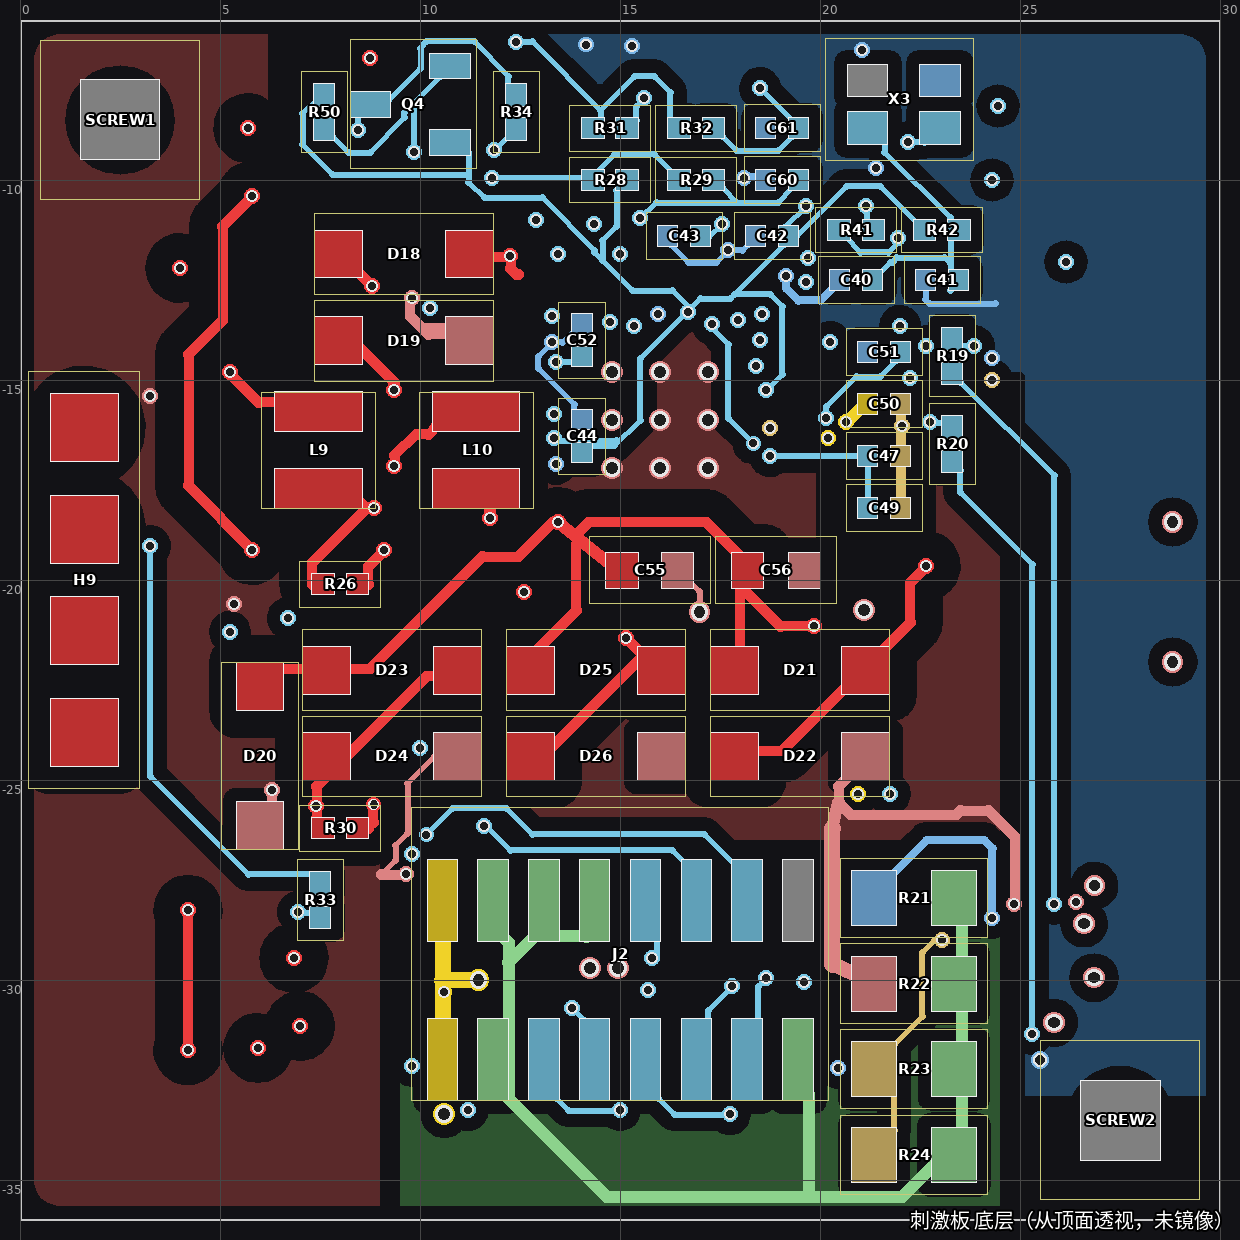 0 5 10 15 20 25 30
SCREW1
R50 Q4 R34
R31 R32 C61 X3
-10
R28 R29 C60
C43 C42 R41 R42
D18
C40 C41
D19 C52 C51 R19
-15
C50
L9 L10 C44 C47 R20
C49
H9 R26 C55 C56
-20
D23 D25 D21
D20 D24 D26 D22
-25
R30
R33 R21
J2
-30
R22
R23
SCREW2
R24
-35
刺激板 底层（从顶面透视，未镜像）